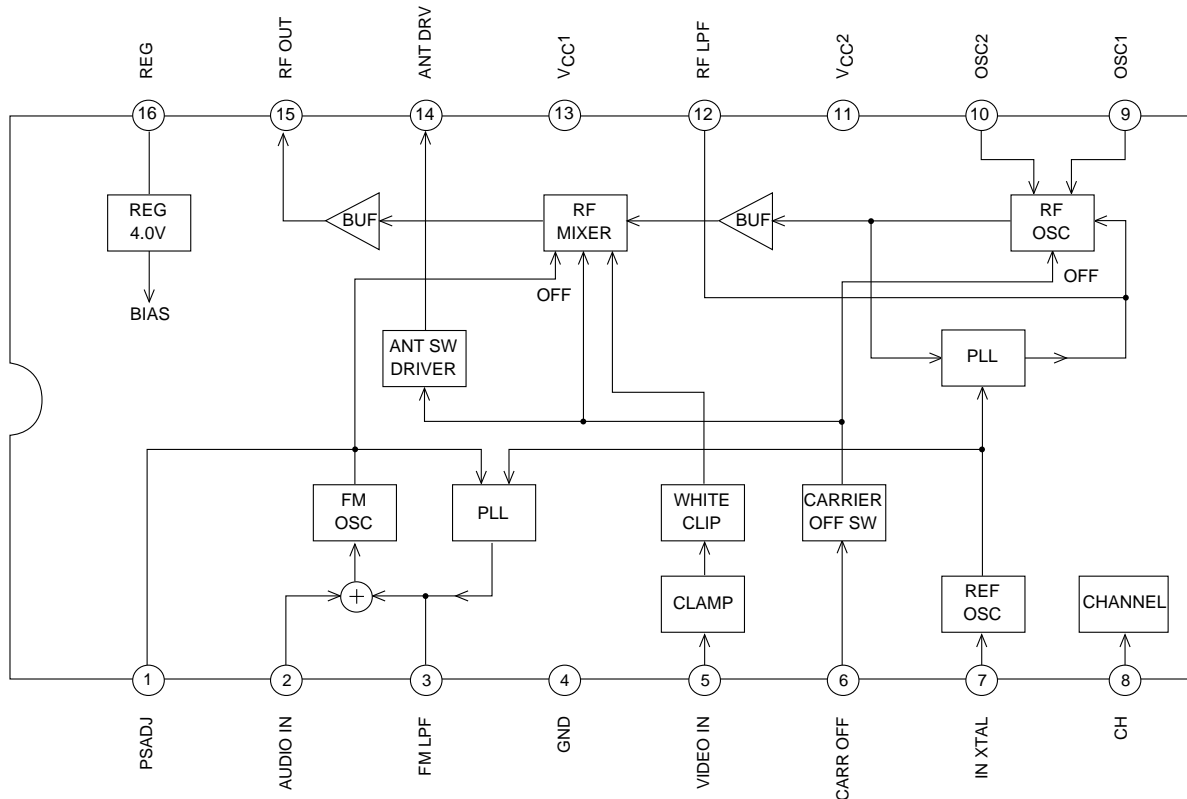 REG
RF OUT
ANT DRV
VCC1
RF LPF
VCC2
OSC2
OSC1
16
15
14
13
12
11
10
9
REG
4.0V
BUF
RF
MIXER
BUF
RF
OSC
OFF
OFF
BIAS
ANT SW
DRIVER
PLL
FM
OSC
PLL
WHITE
CLIP
CARRIER
OFF SW
+
CLAMP
REF
OSC
CHANNEL
1
2
3
4
5
6
7
8
PSADJ
AUDIO IN
FM LPF
GND
VIDEO IN
CARR OFF
IN XTAL
CH